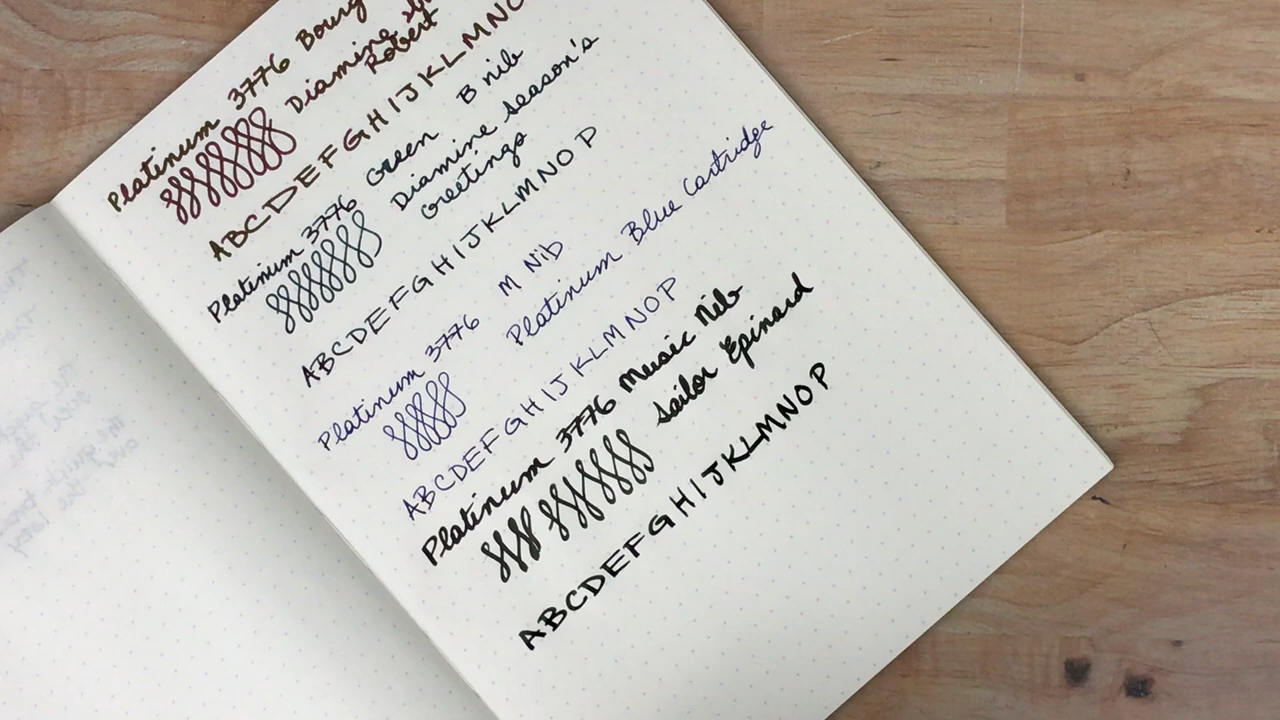 Platinum 3776 Bourg
Diamine
Robert
ABCDEFGHIJKLMNO
Platinum 3776 Green B nib
Diamine Season's
Greetings
ABCDEFGHIJKLMNO P
Platinum 3776 M Nib
Platinum Blue Cartridge
ABCDEFGHIJKLMNOP
Platinum 3776 Music Nib
Sailor Epinard
ABCDEFGHIJKLMNOP